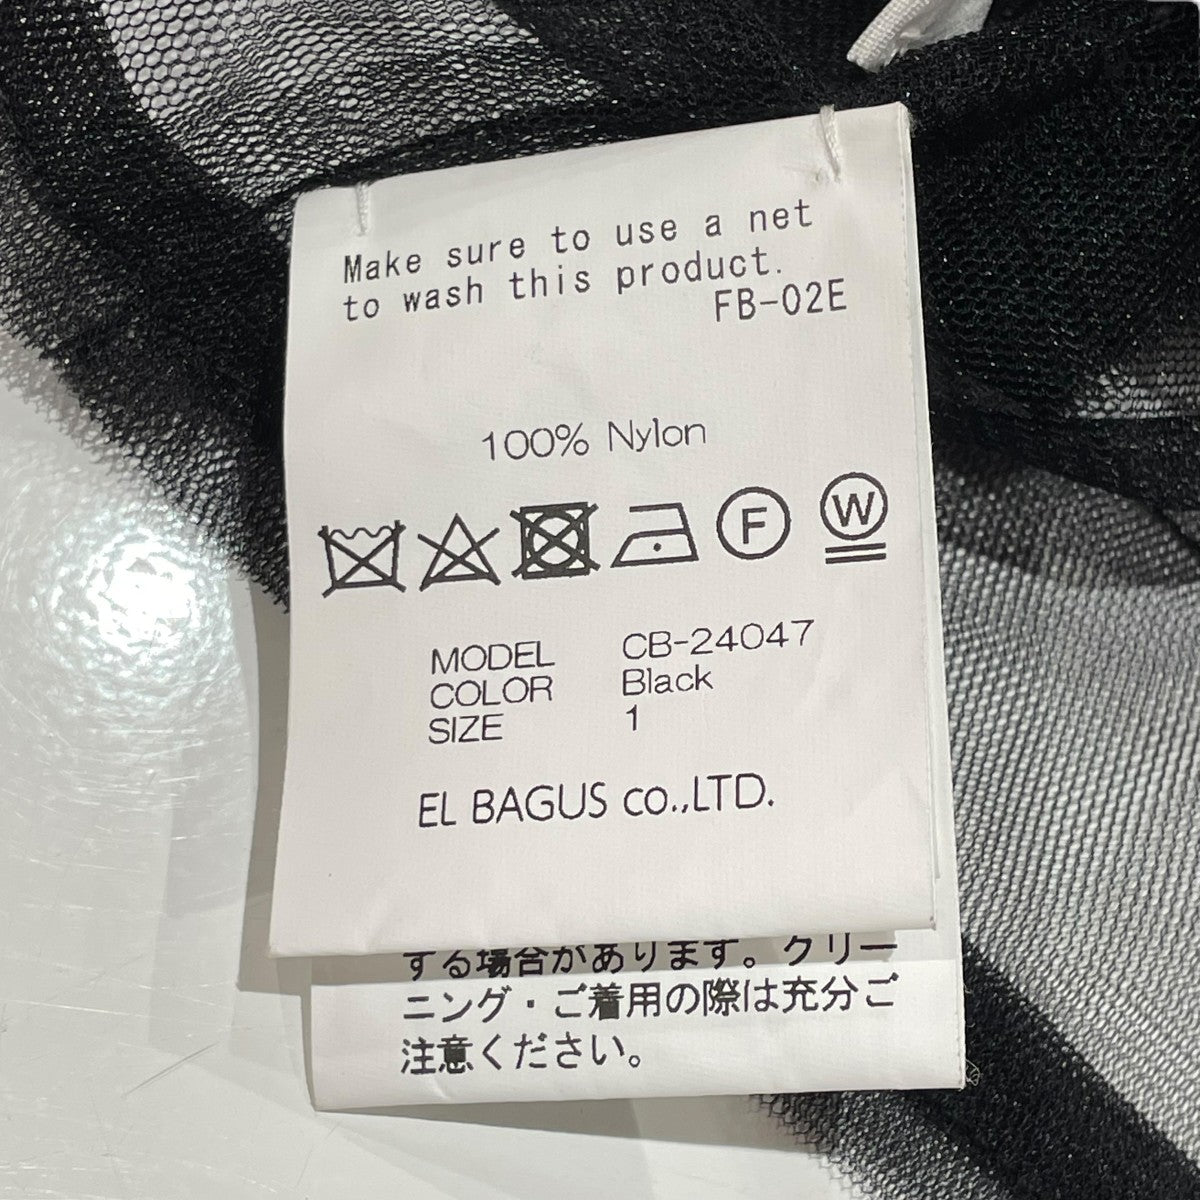 Make sure to use a net
to wash this product.
FB-02E
100% Nylon
F
W
MODEL CB-24047
COLOR Black
SIZE 1
EL BAGUS co.,LTD.
する場合があります。クリー
ニング・ご着用の際は充分ご
注意ください。